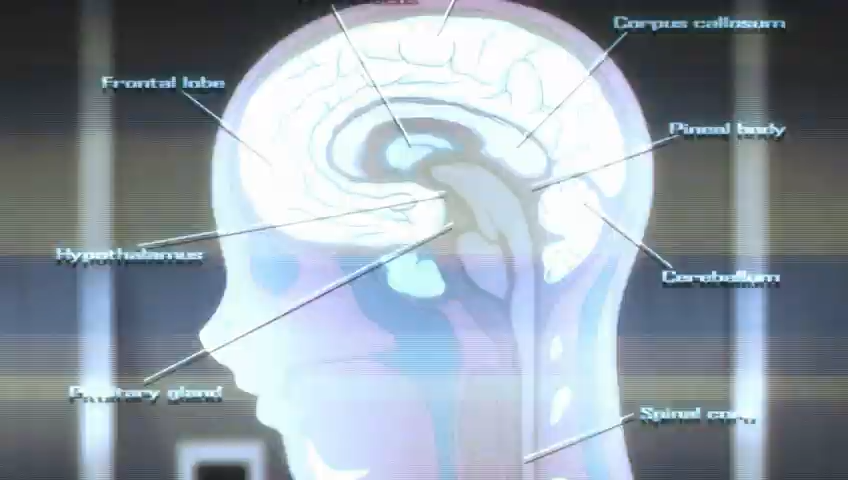 Corpus callosum
Frontal lobe
Pineal body
Hypothalamus
Cerebellum
Pituitary gland
Spinal cord